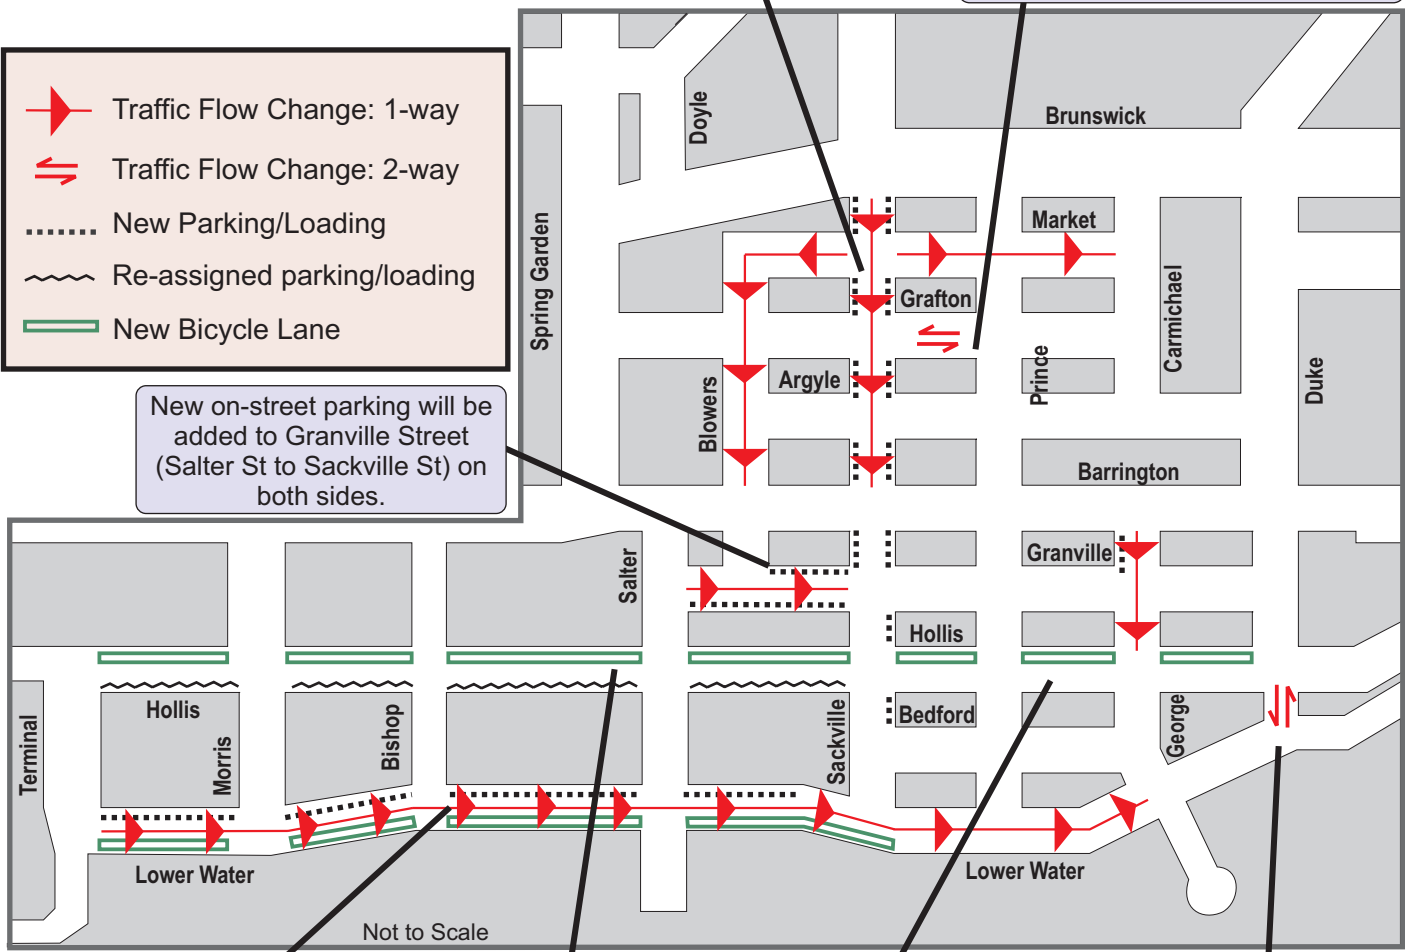 Traffic Flow Change: 1-way
Traffic Flow Change: 2-way
New Parking/Loading
Re-assigned parking/loading
New Bicycle Lane
New on-street parking will be
added to Granville Street
(Salter St to Sackville St) on
both sides.
Doyle
Brunswick
Spring Garden
Market
Carmichael
Grafton
Prince
Duke
Blowers
Argyle
Barrington
Salter
Granville
Hollis
Terminal
Hollis
Morris
Bishop
Sackville
Bedford
George
Lower Water
Lower Water
Not to Scale